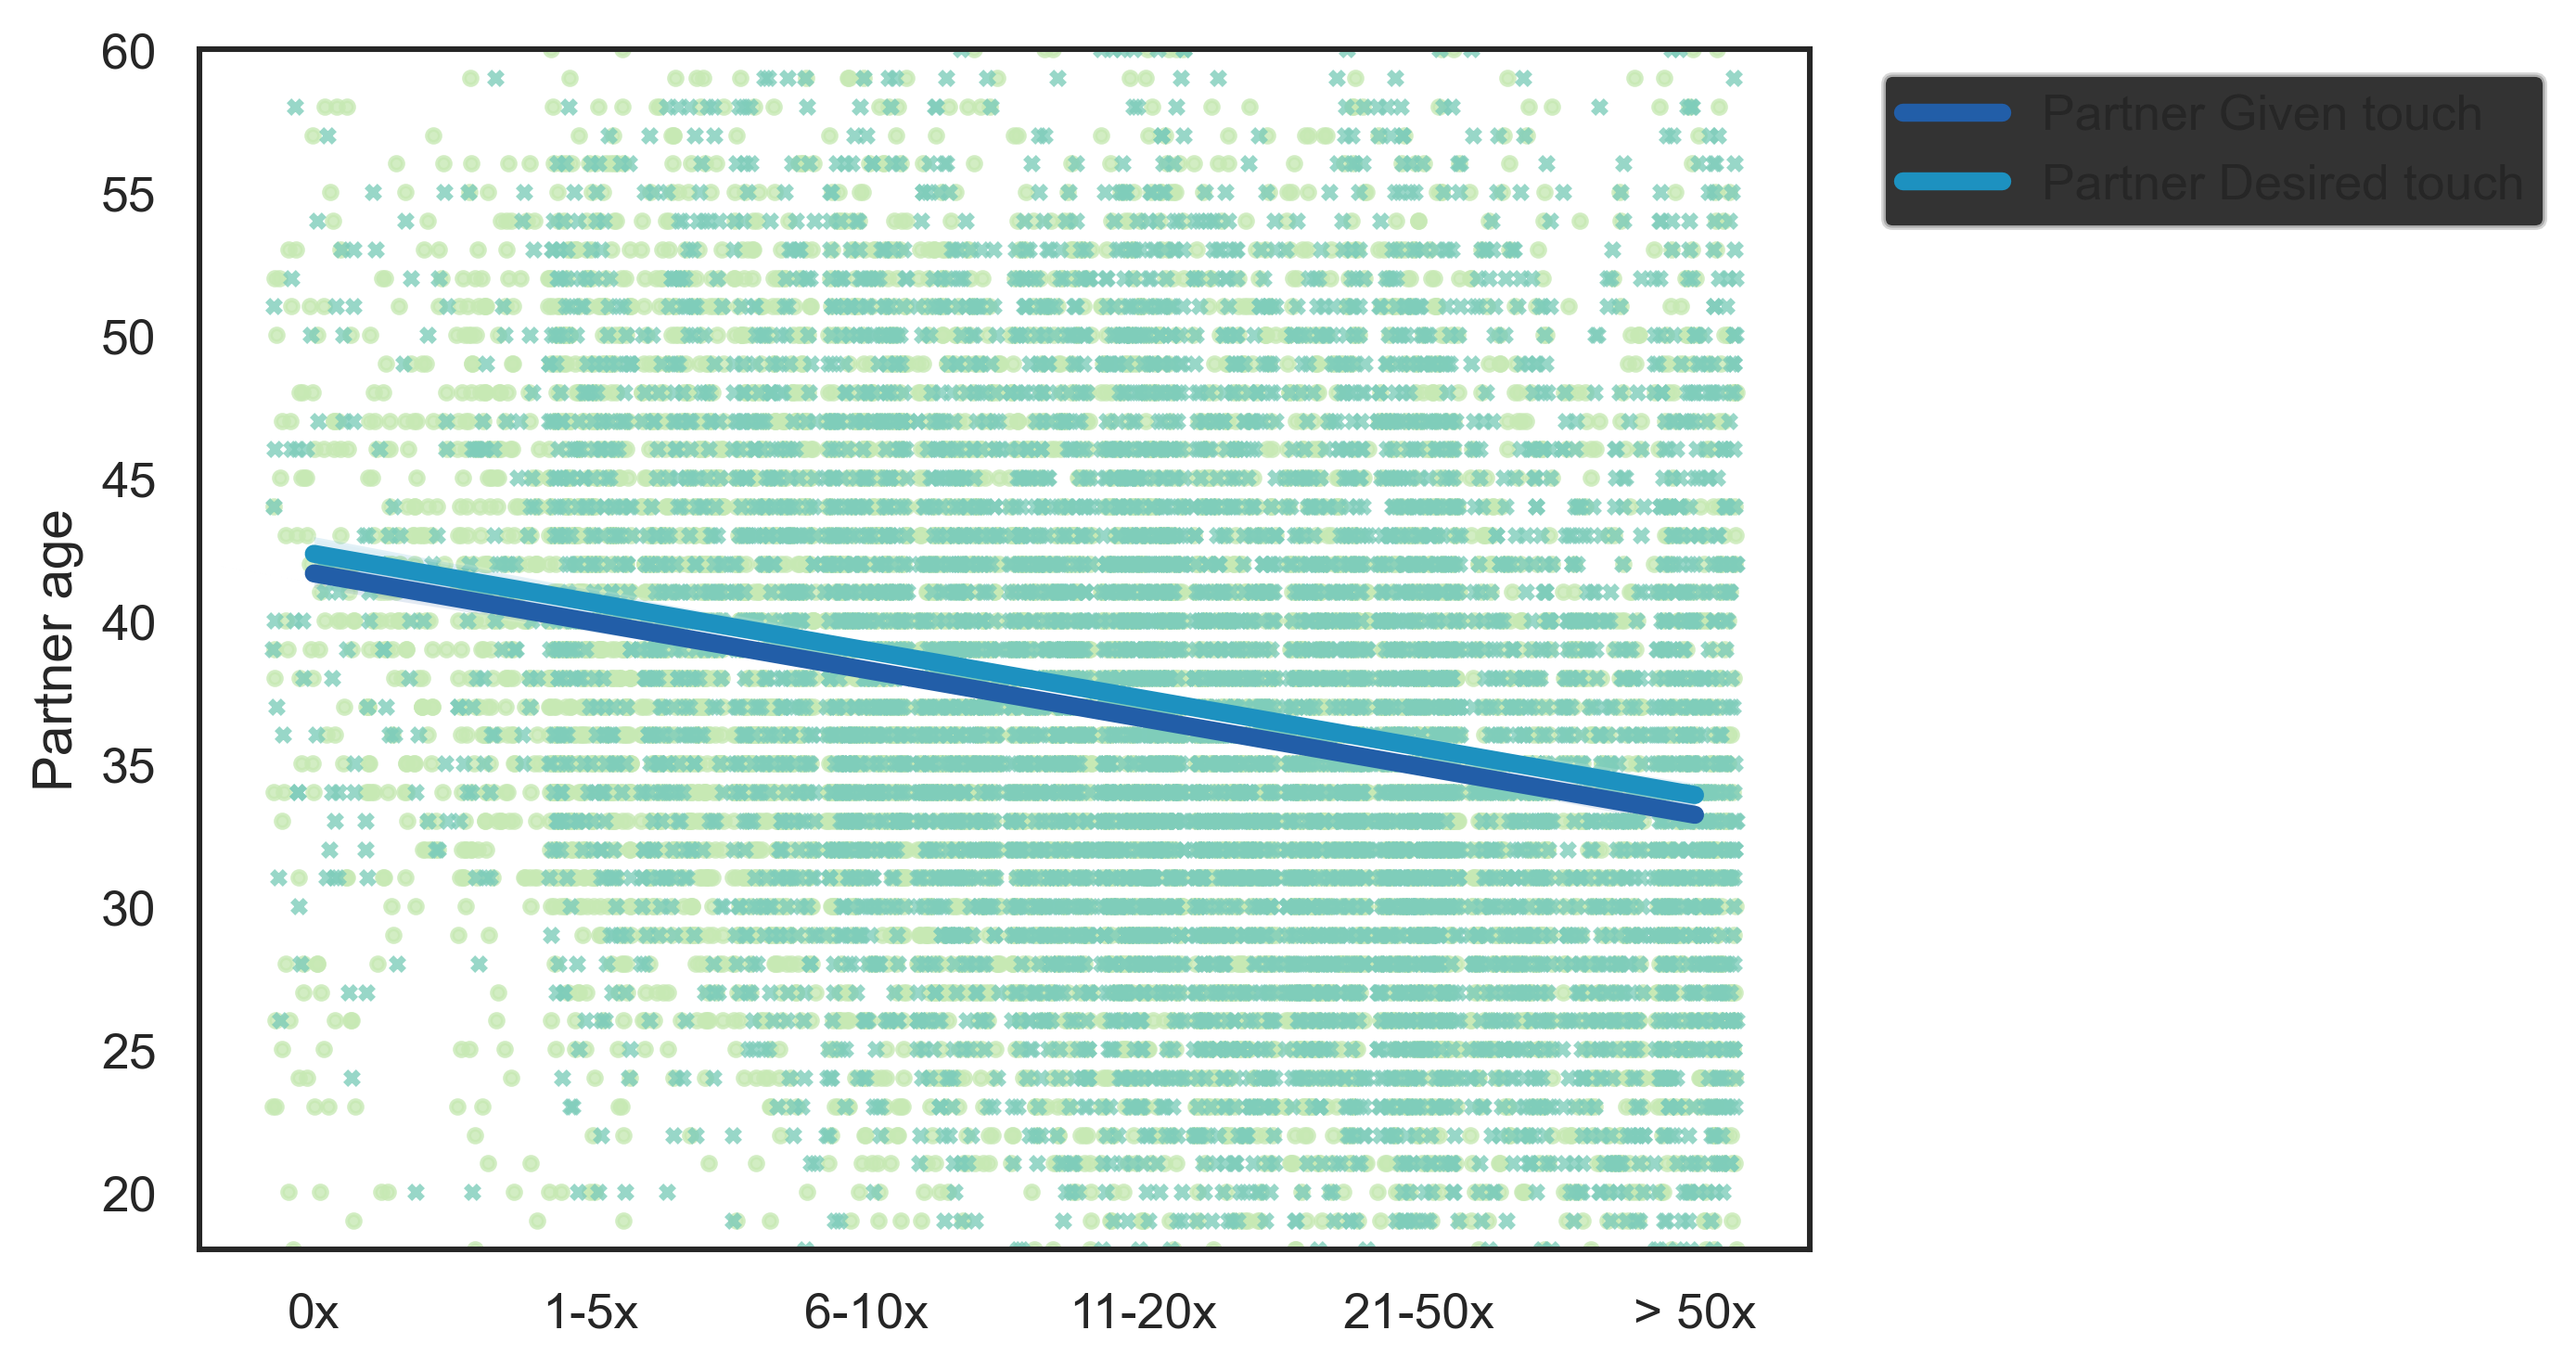 60
55
50
45
40
35
30
25
20
Partner age
0x
1-5x
6-10x
11-20x
21-50x
> 50x
Partner Given touch
Partner Desired touch